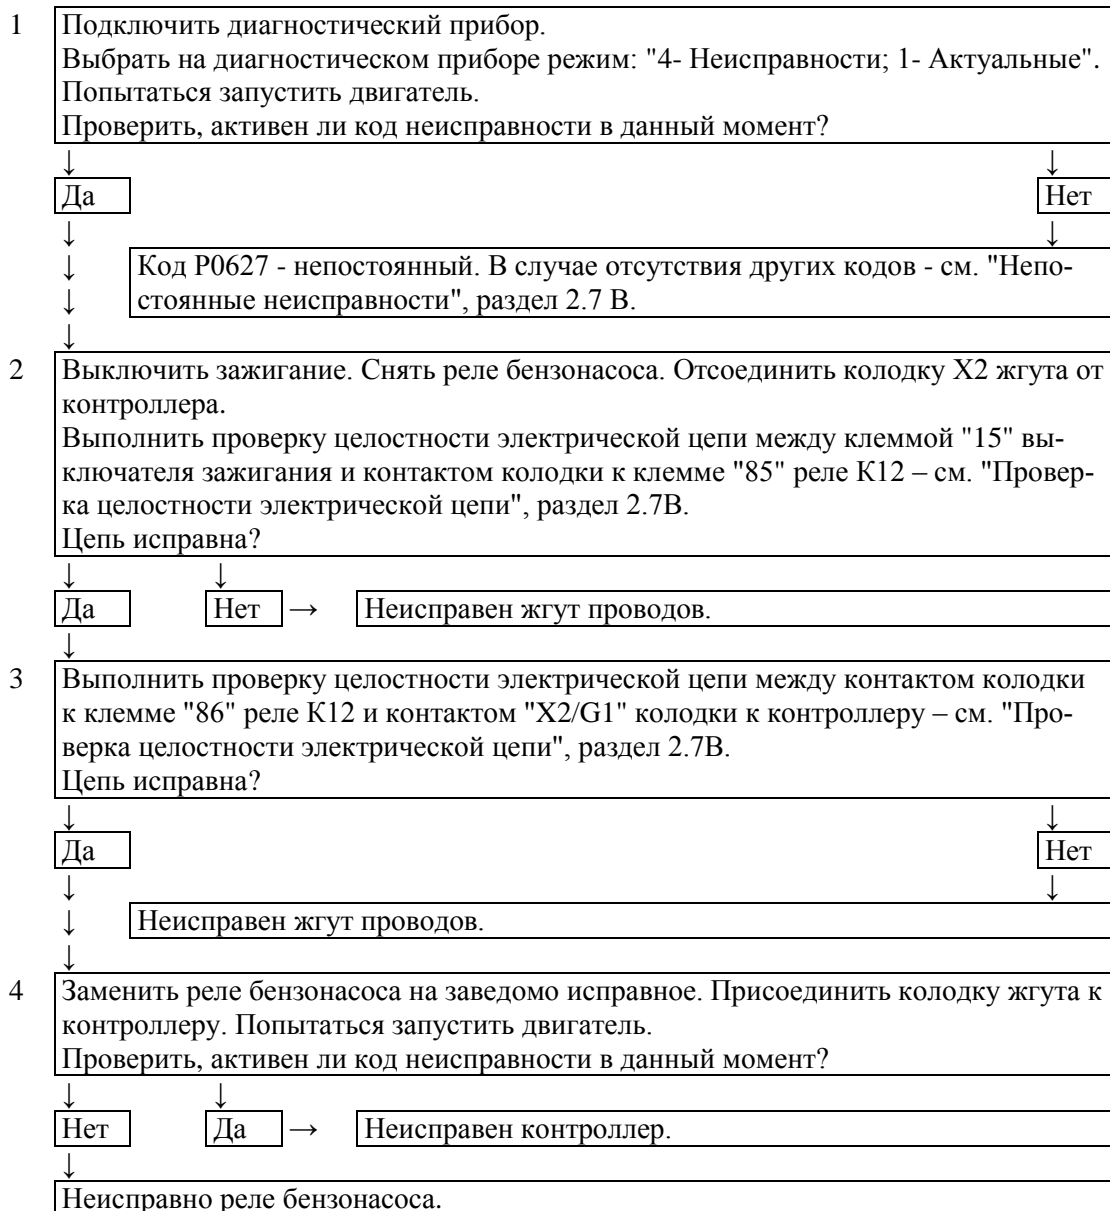 1 Подключить диагностический прибор.
Выбрать на диагностическом приборе режим: "4- Неисправности; 1- Актуальные".
Попытаться запустить двигатель.
Проверить, активен ли код неисправности в данный момент?
↓ ↓
Да Нет
↓ ↓
↓ Код P0627 - непостоянный. В случае отсутствия других кодов - см. "Непо-
↓ стоянные неисправности", раздел 2.7 В.
↓
2 Выключить зажигание. Снять реле бензонасоса. Отсоединить колодку X2 жгута от
контроллера.
Выполнить проверку целостности электрической цепи между клеммой "15" вы-
ключателя зажигания и контактом колодки к клемме "85" реле К12 – см. "Провер-
ка целостности электрической цепи", раздел 2.7В.
Цепь исправна?
↓ ↓
Да Нет → Неисправен жгут проводов.
↓
3 Выполнить проверку целостности электрической цепи между контактом колодки
к клемме "86" реле К12 и контактом "X2/G1" колодки к контроллеру – см. "Про-
верка целостности электрической цепи", раздел 2.7В.
Цепь исправна?
↓ ↓
Да Нет
↓ ↓
↓ Неисправен жгут проводов.
↓
4 Заменить реле бензонасоса на заведомо исправное. Присоединить колодку жгута к
контроллеру. Попытаться запустить двигатель.
Проверить, активен ли код неисправности в данный момент?
↓ ↓
Нет Да → Неисправен контроллер.
↓
Неисправно реле бензонасоса.